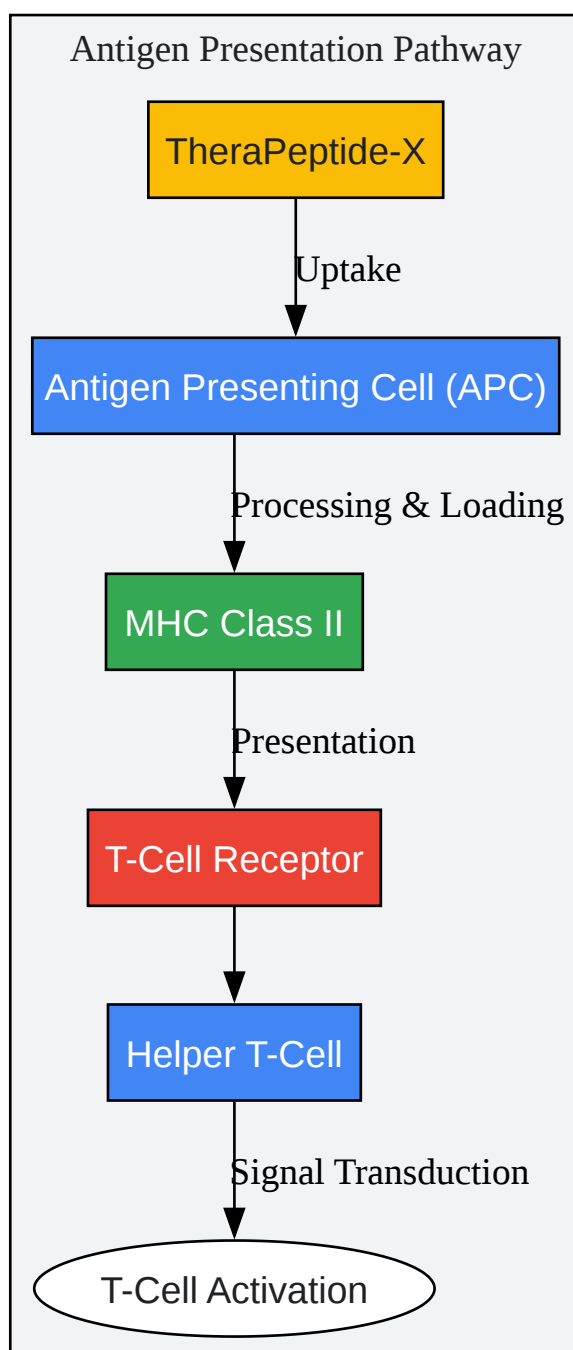 Antigen Presentation Pathway
TheraPeptide-X
Uptake
Antigen Presenting Cell (APC)
Processing & Loading
MHC Class II
Presentation
T-Cell Receptor
Helper T-Cell
Signal Transduction
T-Cell Activation